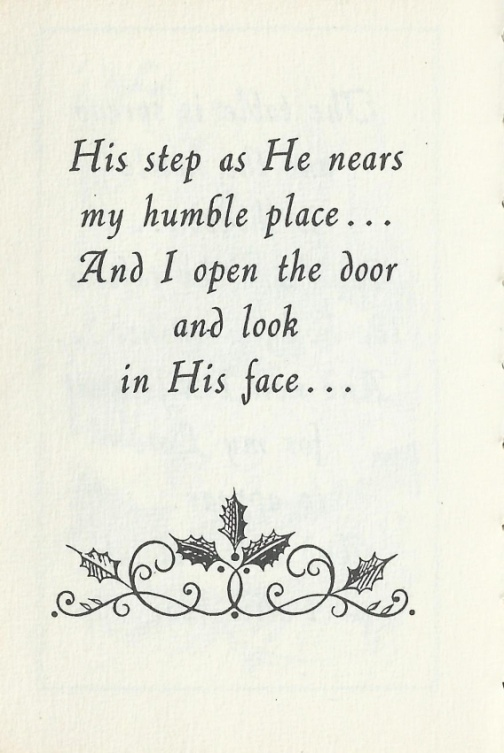 His step as He nears
my humble place...
And I open the door
and look
in His face...